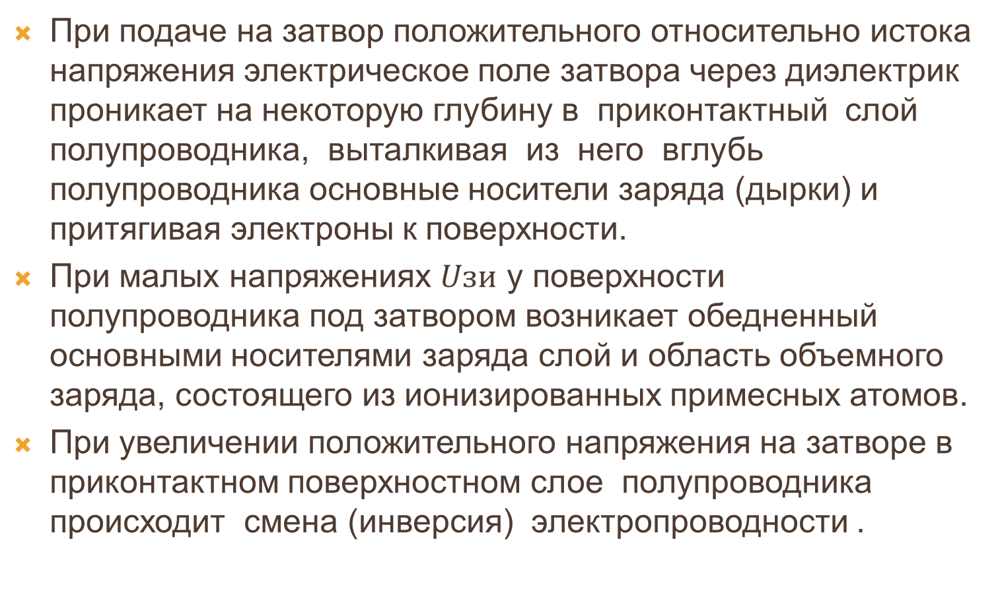 При подаче на затвор положительного относительно истока
напряжения электрическое поле затвора через диэлектрик
проникает на некоторую глубину в  приконтактный  слой
полупроводника,  выталкивая  из  него  вглубь
полупроводника основные носители заряда (дырки) и
притягивая электроны к поверхности.
При малых напряжениях Uзи у поверхности
полупроводника под затвором возникает обедненный
основными носителями заряда слой и область объемного
заряда, состоящего из ионизированных примесных атомов.
При увеличении положительного напряжения на затворе в
приконтактном поверхностном слое  полупроводника
происходит  смена (инверсия)  электропроводности .